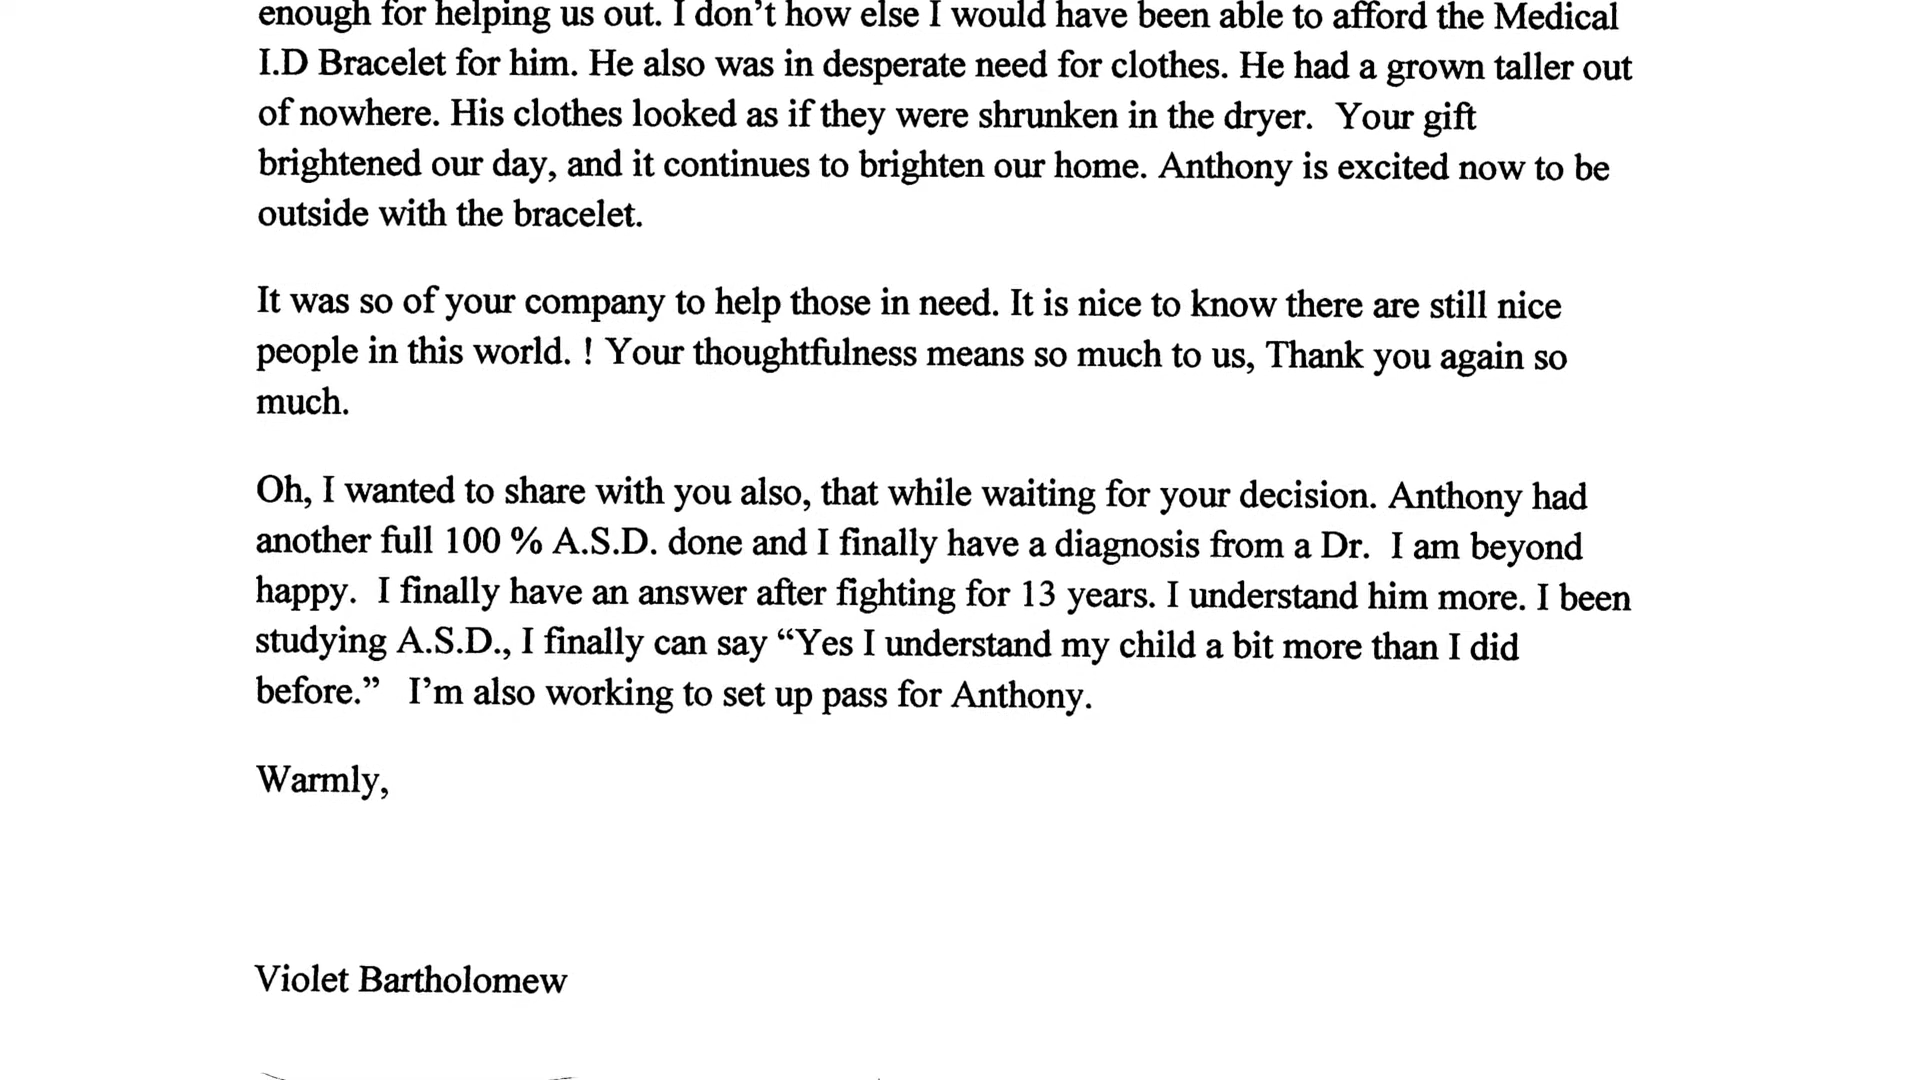 enough for helping us out. I don’t how else I would have been able to afford the Medical
I.D Bracelet for him. He also was in desperate need for clothes. He had a grown taller out
of nowhere. His clothes looked as if they were shrunken in the dryer.  Your gift
brightened our day, and it continues to brighten our home. Anthony is excited now to be
outside with the bracelet.
It was so of your company to help those in need. It is nice to know there are still nice
people in this world. ! Your thoughtfulness means so much to us, Thank you again so
much.
Oh, I wanted to share with you also, that while waiting for your decision. Anthony had
another full 100 % A.S.D. done and I finally have a diagnosis from a Dr.  I am beyond
happy.  I finally have an answer after fighting for 13 years. I understand him more. I been
studying A.S.D., I finally can say “Yes I understand my child a bit more than I did
before.”   I’m also working to set up pass for Anthony.
Warmly,
Violet Bartholomew